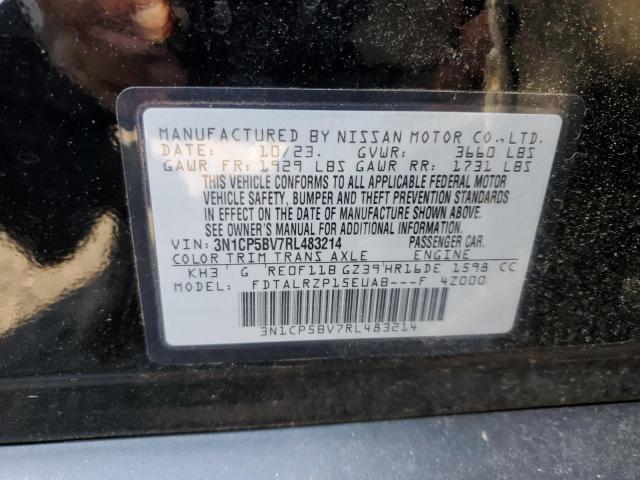 MANUFACTURED BY NISSAN MOTOR CO.,LTD.
DATE: 10/23. GVWR: 3660 LBS
GAWR FR: 1929 LBS GAWR RR: 1731 LBS
THIS VEHICLE CONFORMS TO ALL APPLICABLE FEDERAL MOTOR
VEHICLE SAFETY, BUMPER AND THEFT PREVENTION STANDARDS
IN EFFECT ON THE DATE OF MANUFACTURE SHOWN ABOVE.
SEE OWNER'S MANUAL FOR ADDITIONAL INFORMATION.
VIN: 3N1CP5BV7RL483214 PASSENGER CAR.
COLOR TRIM TRANS AXLE ENGINE
KH3 G RE0F11B GZ39 HR16DE 1598 CC
MODEL: FDTALRZP15EUAB---F 4Z000
3N1CP5BV7RL483214